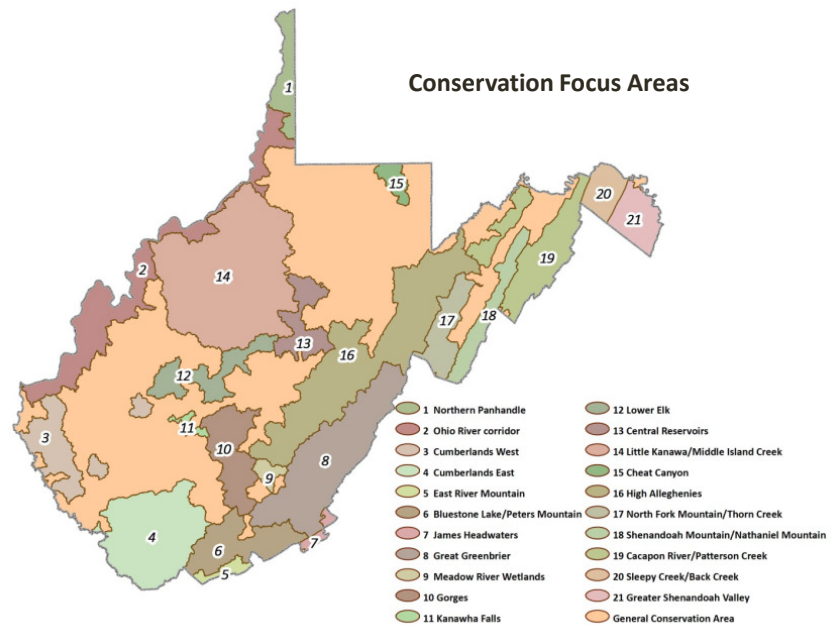 Conservation Focus Areas
1
15
20
21
2
14
19
17
18
13
16
12
3
11
10
8
9
4
6
7
5
1 Northern Panhandle
2 Ohio River corridor
3 Cumberlands West
4 Cumberlands East
5 East River Mountain
6 Bluestone Lake/Peters Mountain
7 James Headwaters
8 Great Greenbrier
9 Meadow River Wetlands
10 Gorges
11 Kanawha Falls
12 Lower Elk
13 Central Reservoirs
14 Little Kanawa/Middle Island Creek
15 Cheat Canyon
16 High Alleghenies
17 North Fork Mountain/Thorn Creek
18 Shenandoah Mountain/Nathaniel Mountain
19 Cacapon River/Patterson Creek
20 Sleepy Creek/Back Creek
21 Greater Shenandoah Valley
General Conservation Area